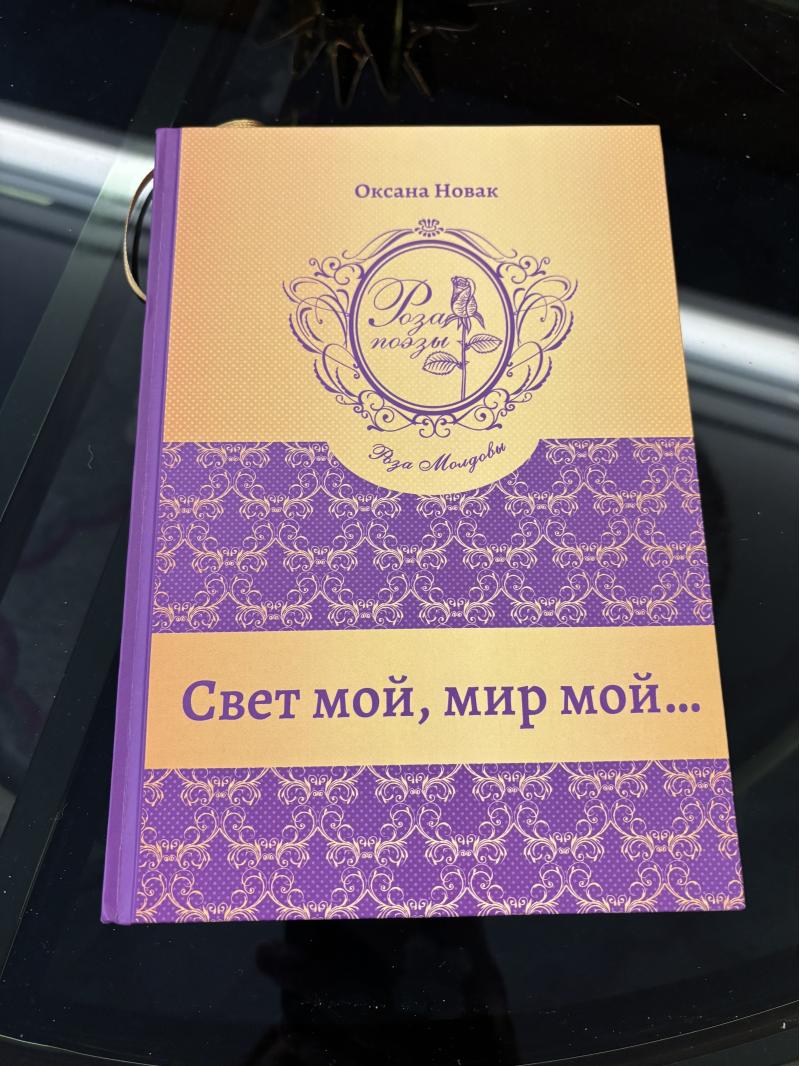 Оксана Новак
Роза
поэзы
Роза Молдовы
Свет мой, мир мой...